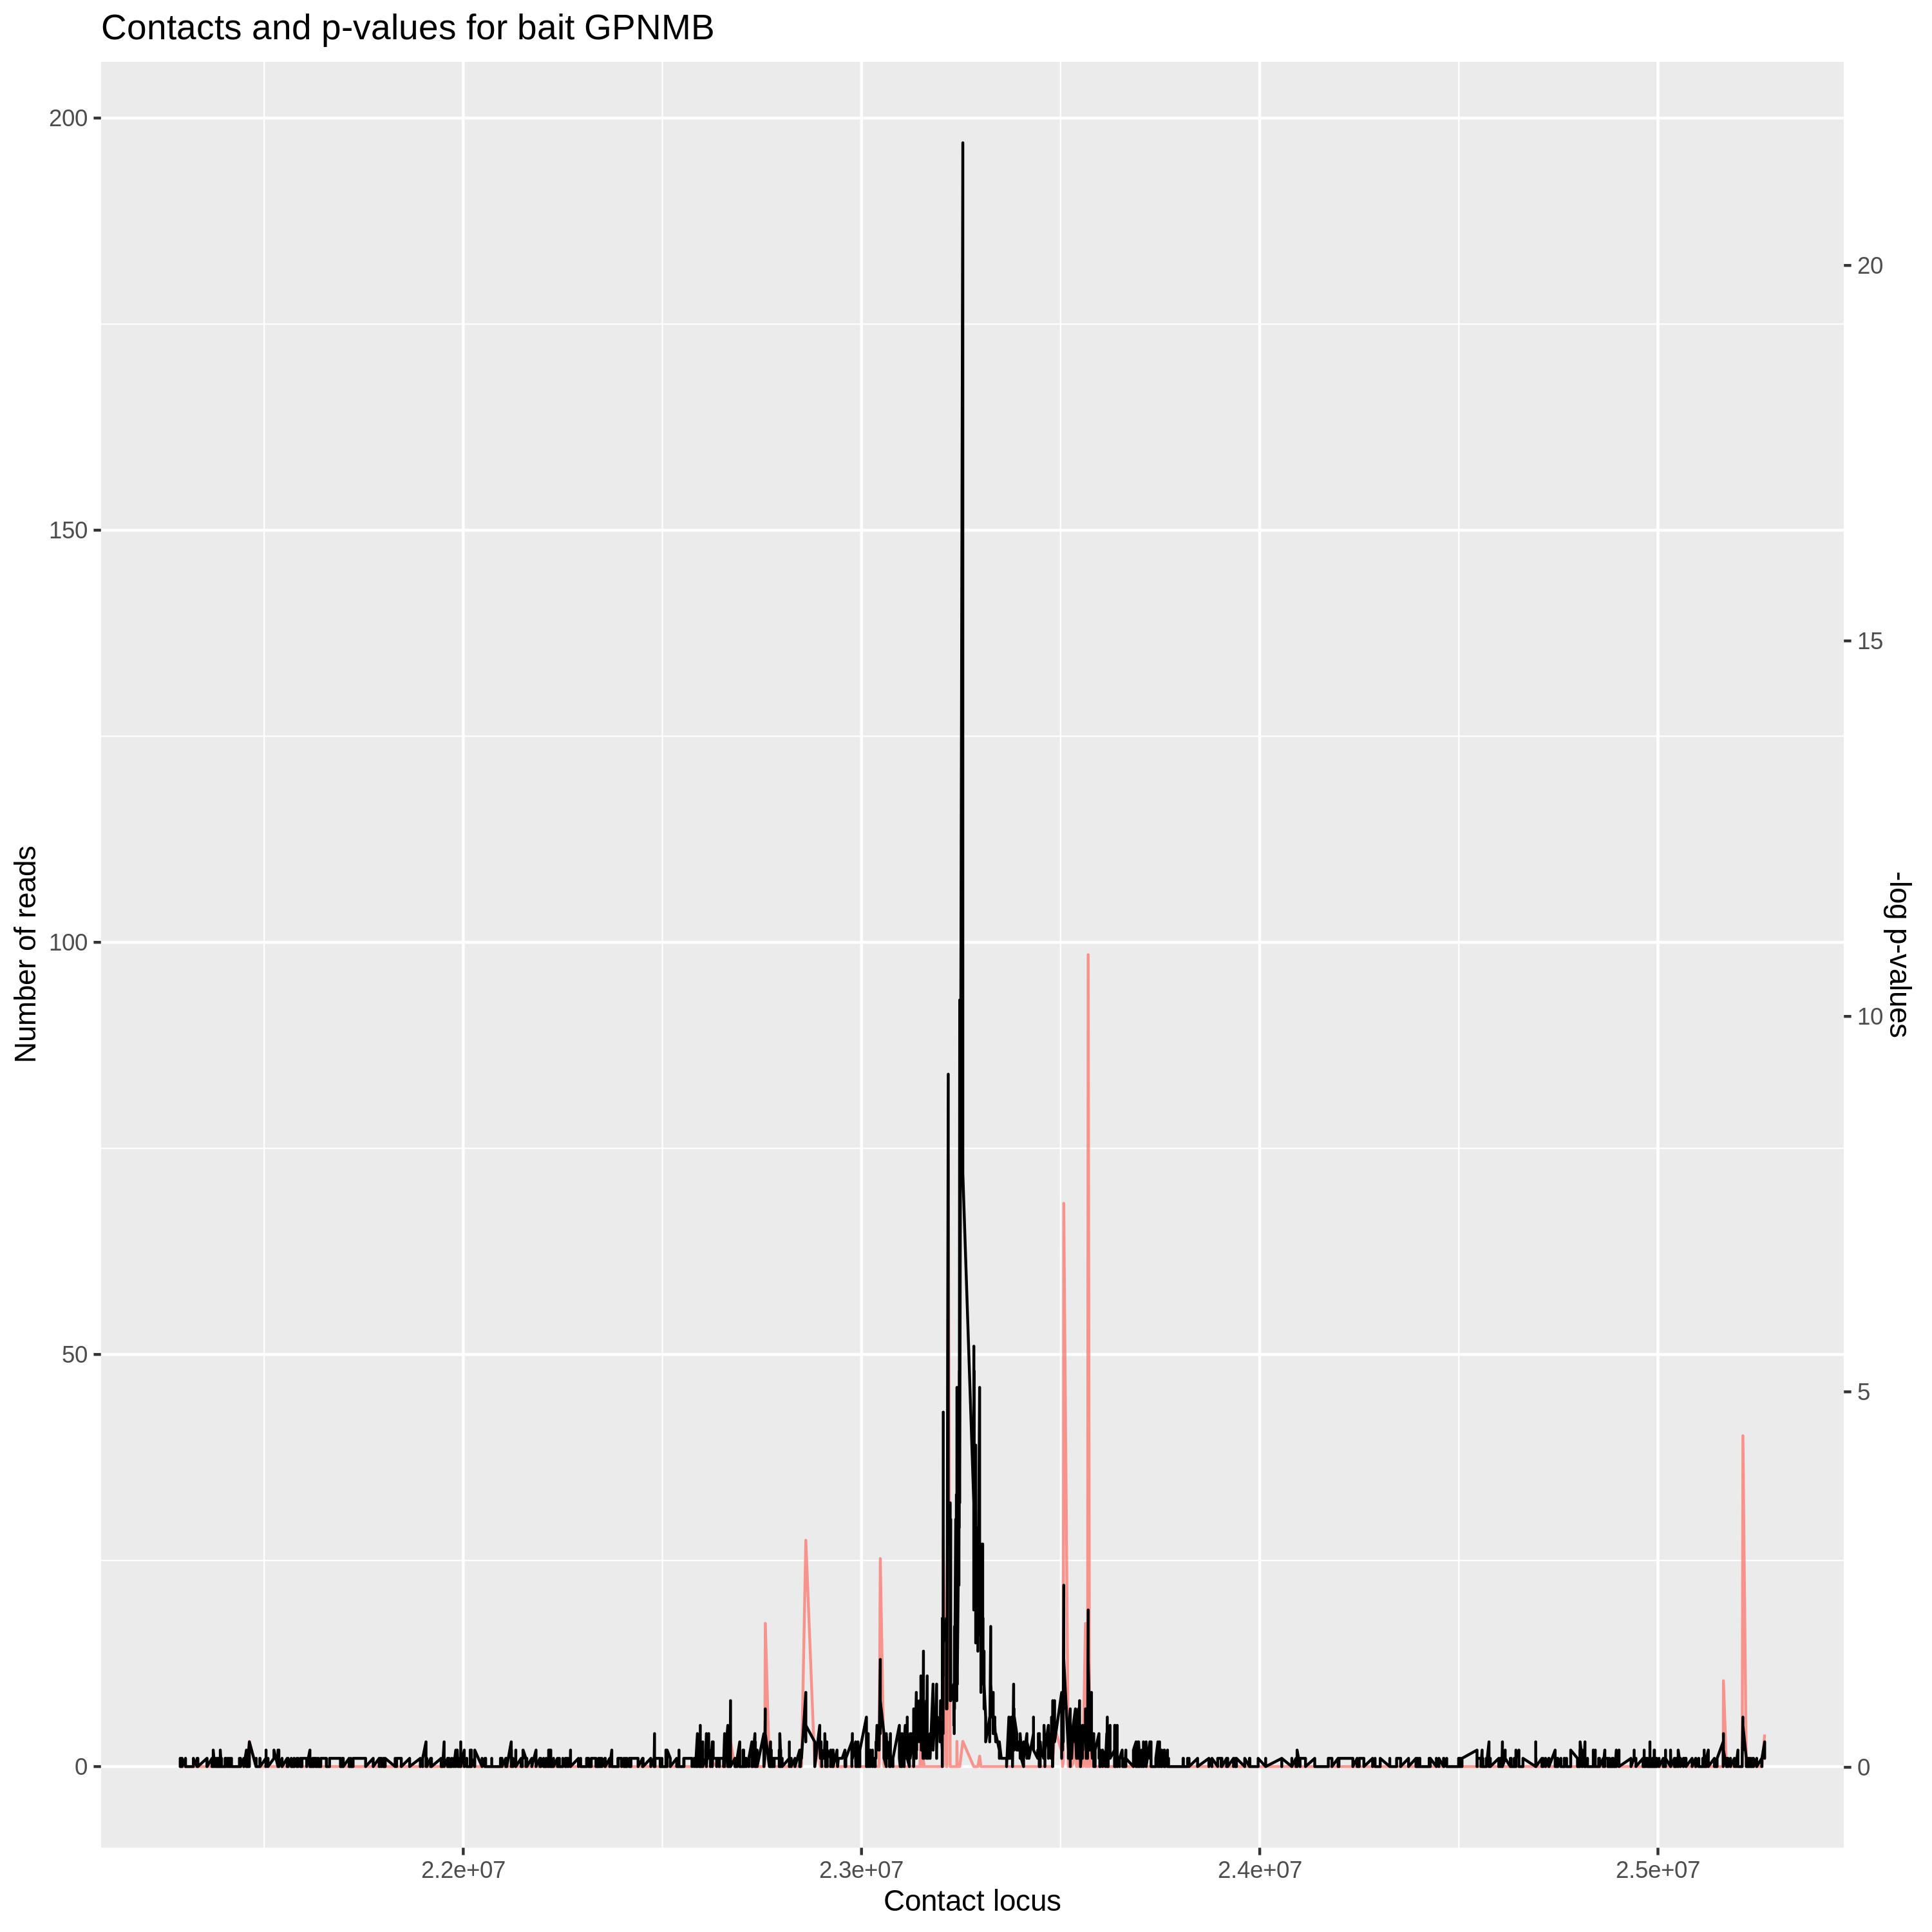 Contacts and p-values for bait GPNMB
200
150
100
50
0
Number of reads
20
15
10
5
0
-log p-values
2.2e+07
2.3e+07
2.4e+07
2.5e+07
Contact locus